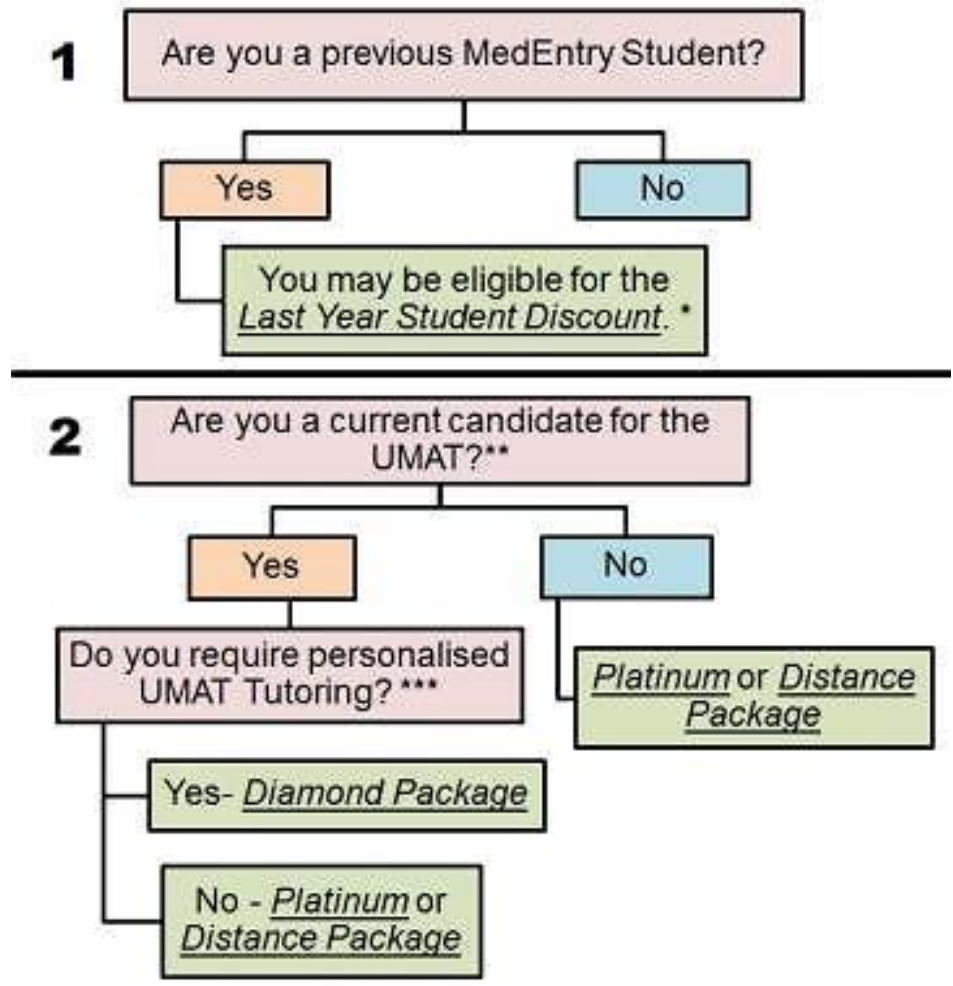 1
Are you a previous MedEntry Student?
Yes
No
You may be eligible for the
Last Year Student Discount. *
2
Are you a current candidate for the
UMAT?**
Yes
No
Do you require personalised
UMAT Tutoring? ***
Platinum or Distance
Package
Yes- Diamond Package
No - Platinum or
Distance Package